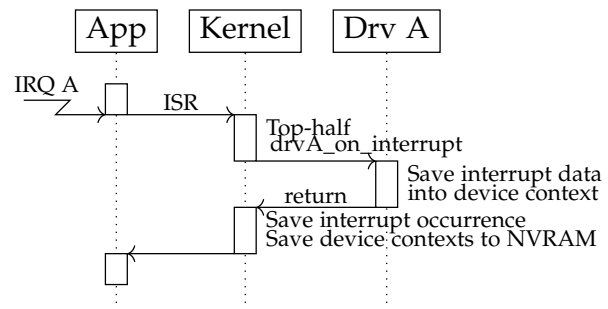 App Kernel Drv A
IRQ A
ISR
Top-half
drvA_on_interrupt
Save interrupt data
into device context
return
Save interrupt occurrence
Save device contexts to NVRAM